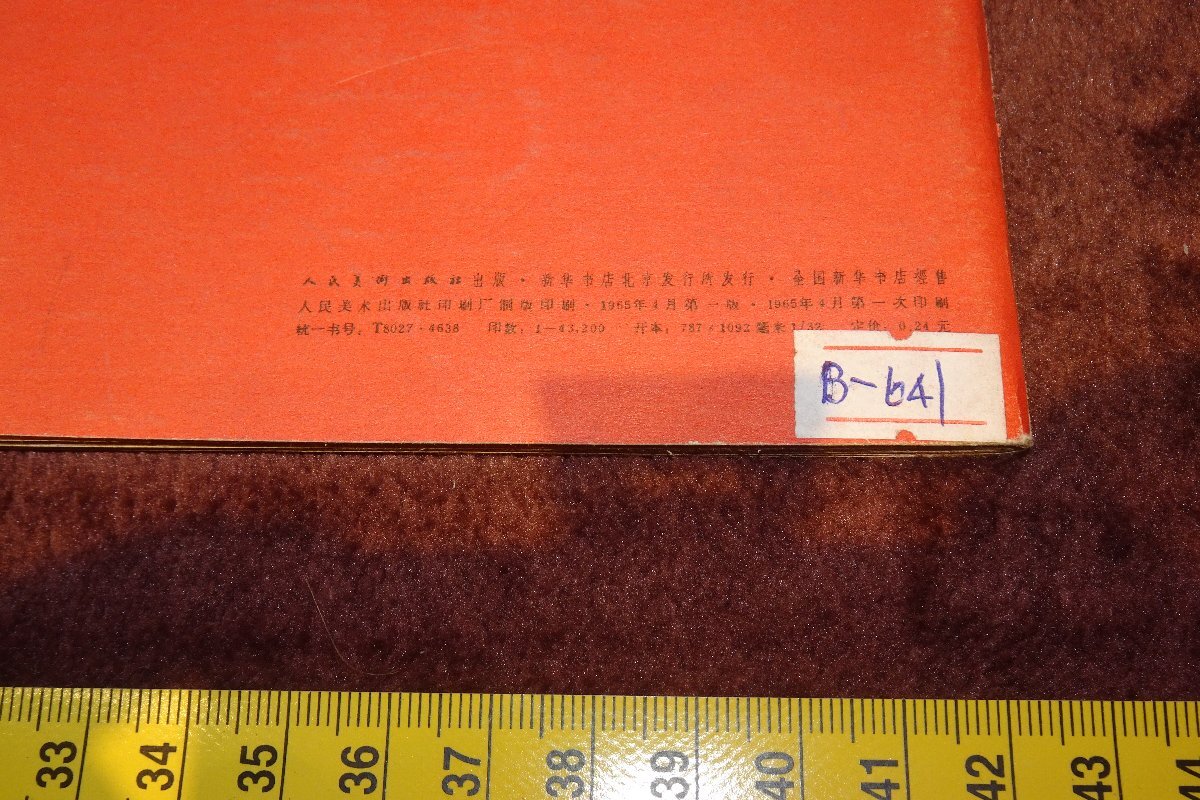 人民美術出版社出版・新华书店北京发行所发行・全国新华书店經售
人民美术出版社印刷厂制版印刷・1965年4月第一版・1965年4月第一次印刷
统一书号：T8027・4638 印数：1—43,200 开本：787×1092毫米1/32 定价：0.24元
B-641
33 34 35 36 37 38 39 40 41 42 43